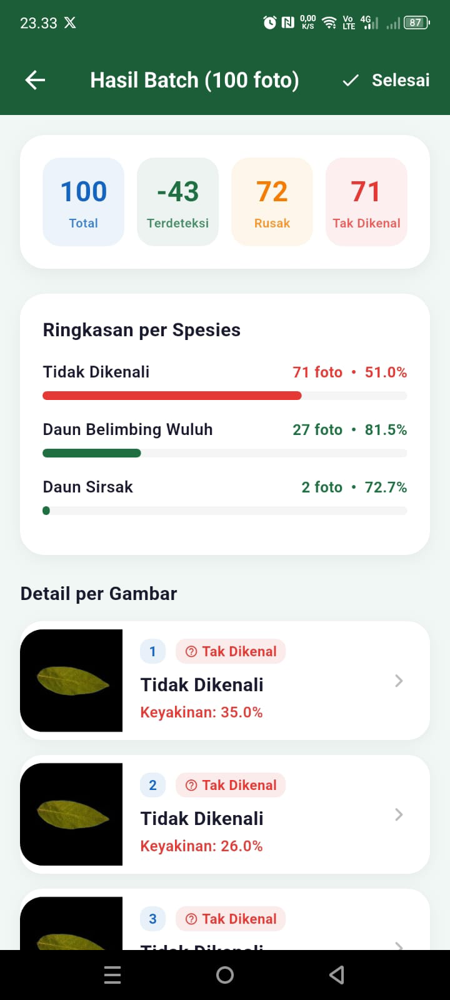 23.33
0,00 K/S
Vo LTE
4G
87
Hasil Batch (100 foto)
Selesai
100
-43
72
71
Total
Terdeteksi
Rusak
Tak Dikenal
Ringkasan per Spesies
Tidak Dikenali 71 foto • 51.0%
Daun Belimbing Wuluh 27 foto • 81.5%
Daun Sirsak 2 foto • 72.7%
Detail per Gambar
1 Tak Dikenal
Tidak Dikenali
Keyakinan: 35.0%
2 Tak Dikenal
Tidak Dikenali
Keyakinan: 26.0%
3 Tak Dikenal
Tidak Dikenali